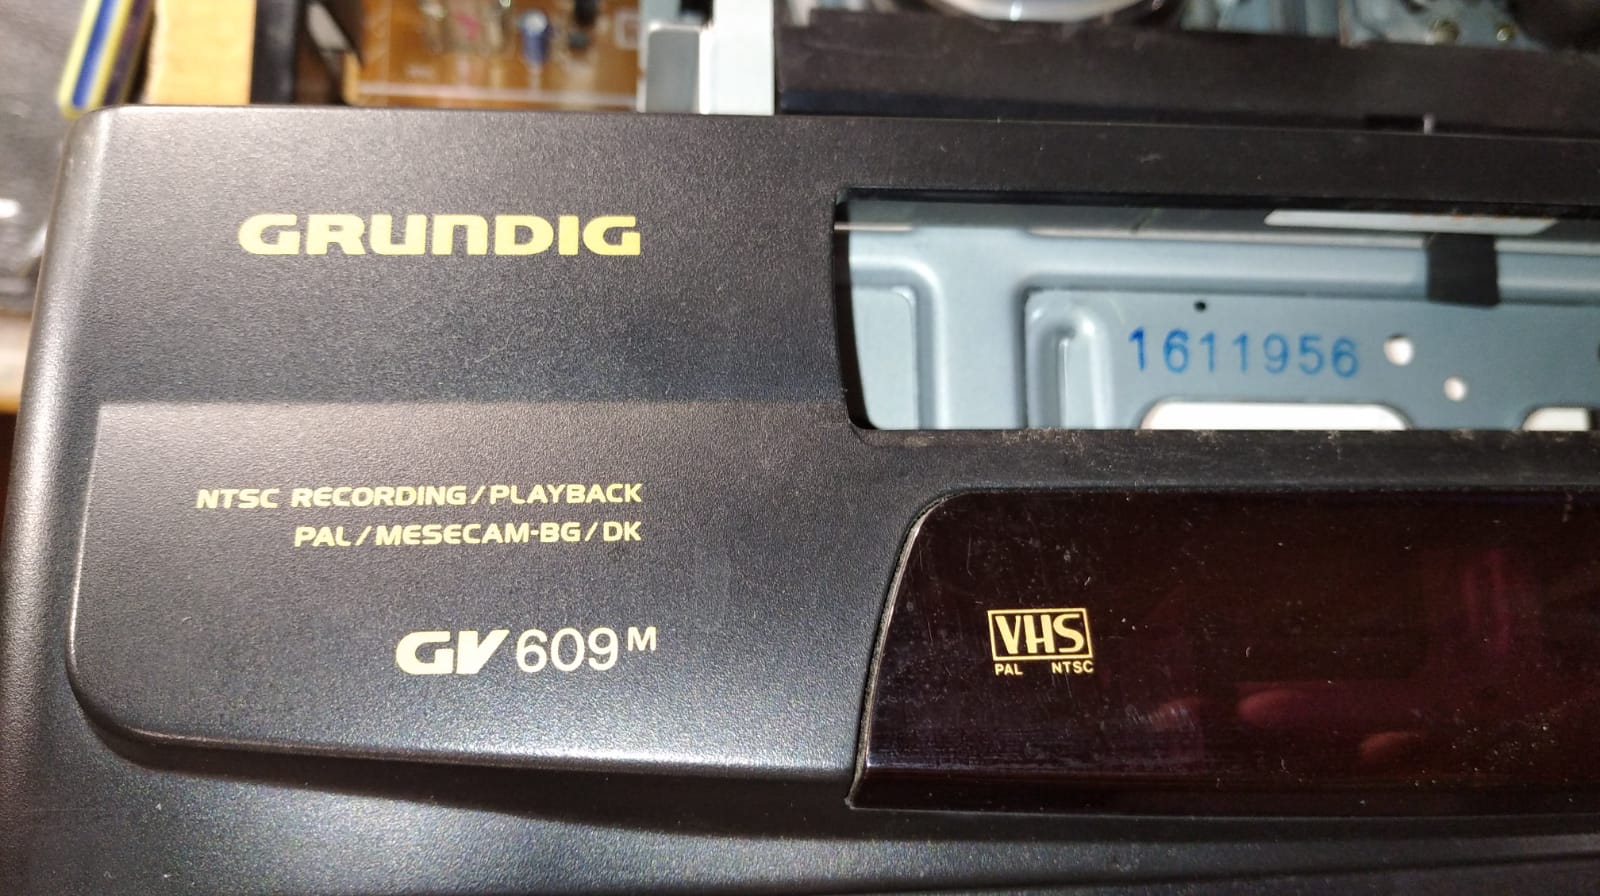 GRUNDIG
1611956
NTSC RECORDING/PLAYBACK
PAL/MESECAM-BG/DK
GV 609 M
VHS
PAL NTSC